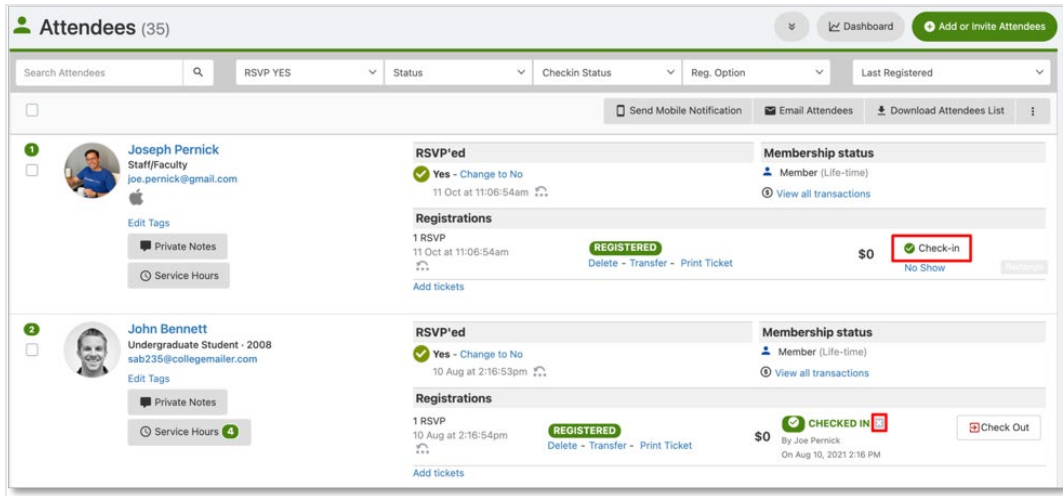 Attendees (35)
Dashboard
Add or Invite Attendees
Search Attendees
RSVP YES
Status
Checkin Status
Reg. Option
Last Registered
Send Mobile Notification
Email Attendees
Download Attendees List
1
Joseph Pernick
Staff/Faculty
joe.pernick@gmail.com
Edit Tags
Private Notes
Service Hours
RSVP'ed
Yes - Change to No
11 Oct at 11:06:54am
Membership status
Member (Life-time)
View all transactions
Registrations
1 RSVP
11 Oct at 11:06:54am
REGISTERED
Delete - Transfer - Print Ticket
$0
Check-in
No Show
Add tickets
2
John Bennett
Undergraduate Student · 2008
sab235@collegemailer.com
Edit Tags
Private Notes
Service Hours 4
RSVP'ed
Yes - Change to No
10 Aug at 2:16:53pm
Membership status
Member (Life-time)
View all transactions
Registrations
1 RSVP
10 Aug at 2:16:54pm
REGISTERED
Delete - Transfer - Print Ticket
$0
CHECKED IN
By Joe Pernick
On Aug 10, 2021 2:16 PM
Check Out
Add tickets